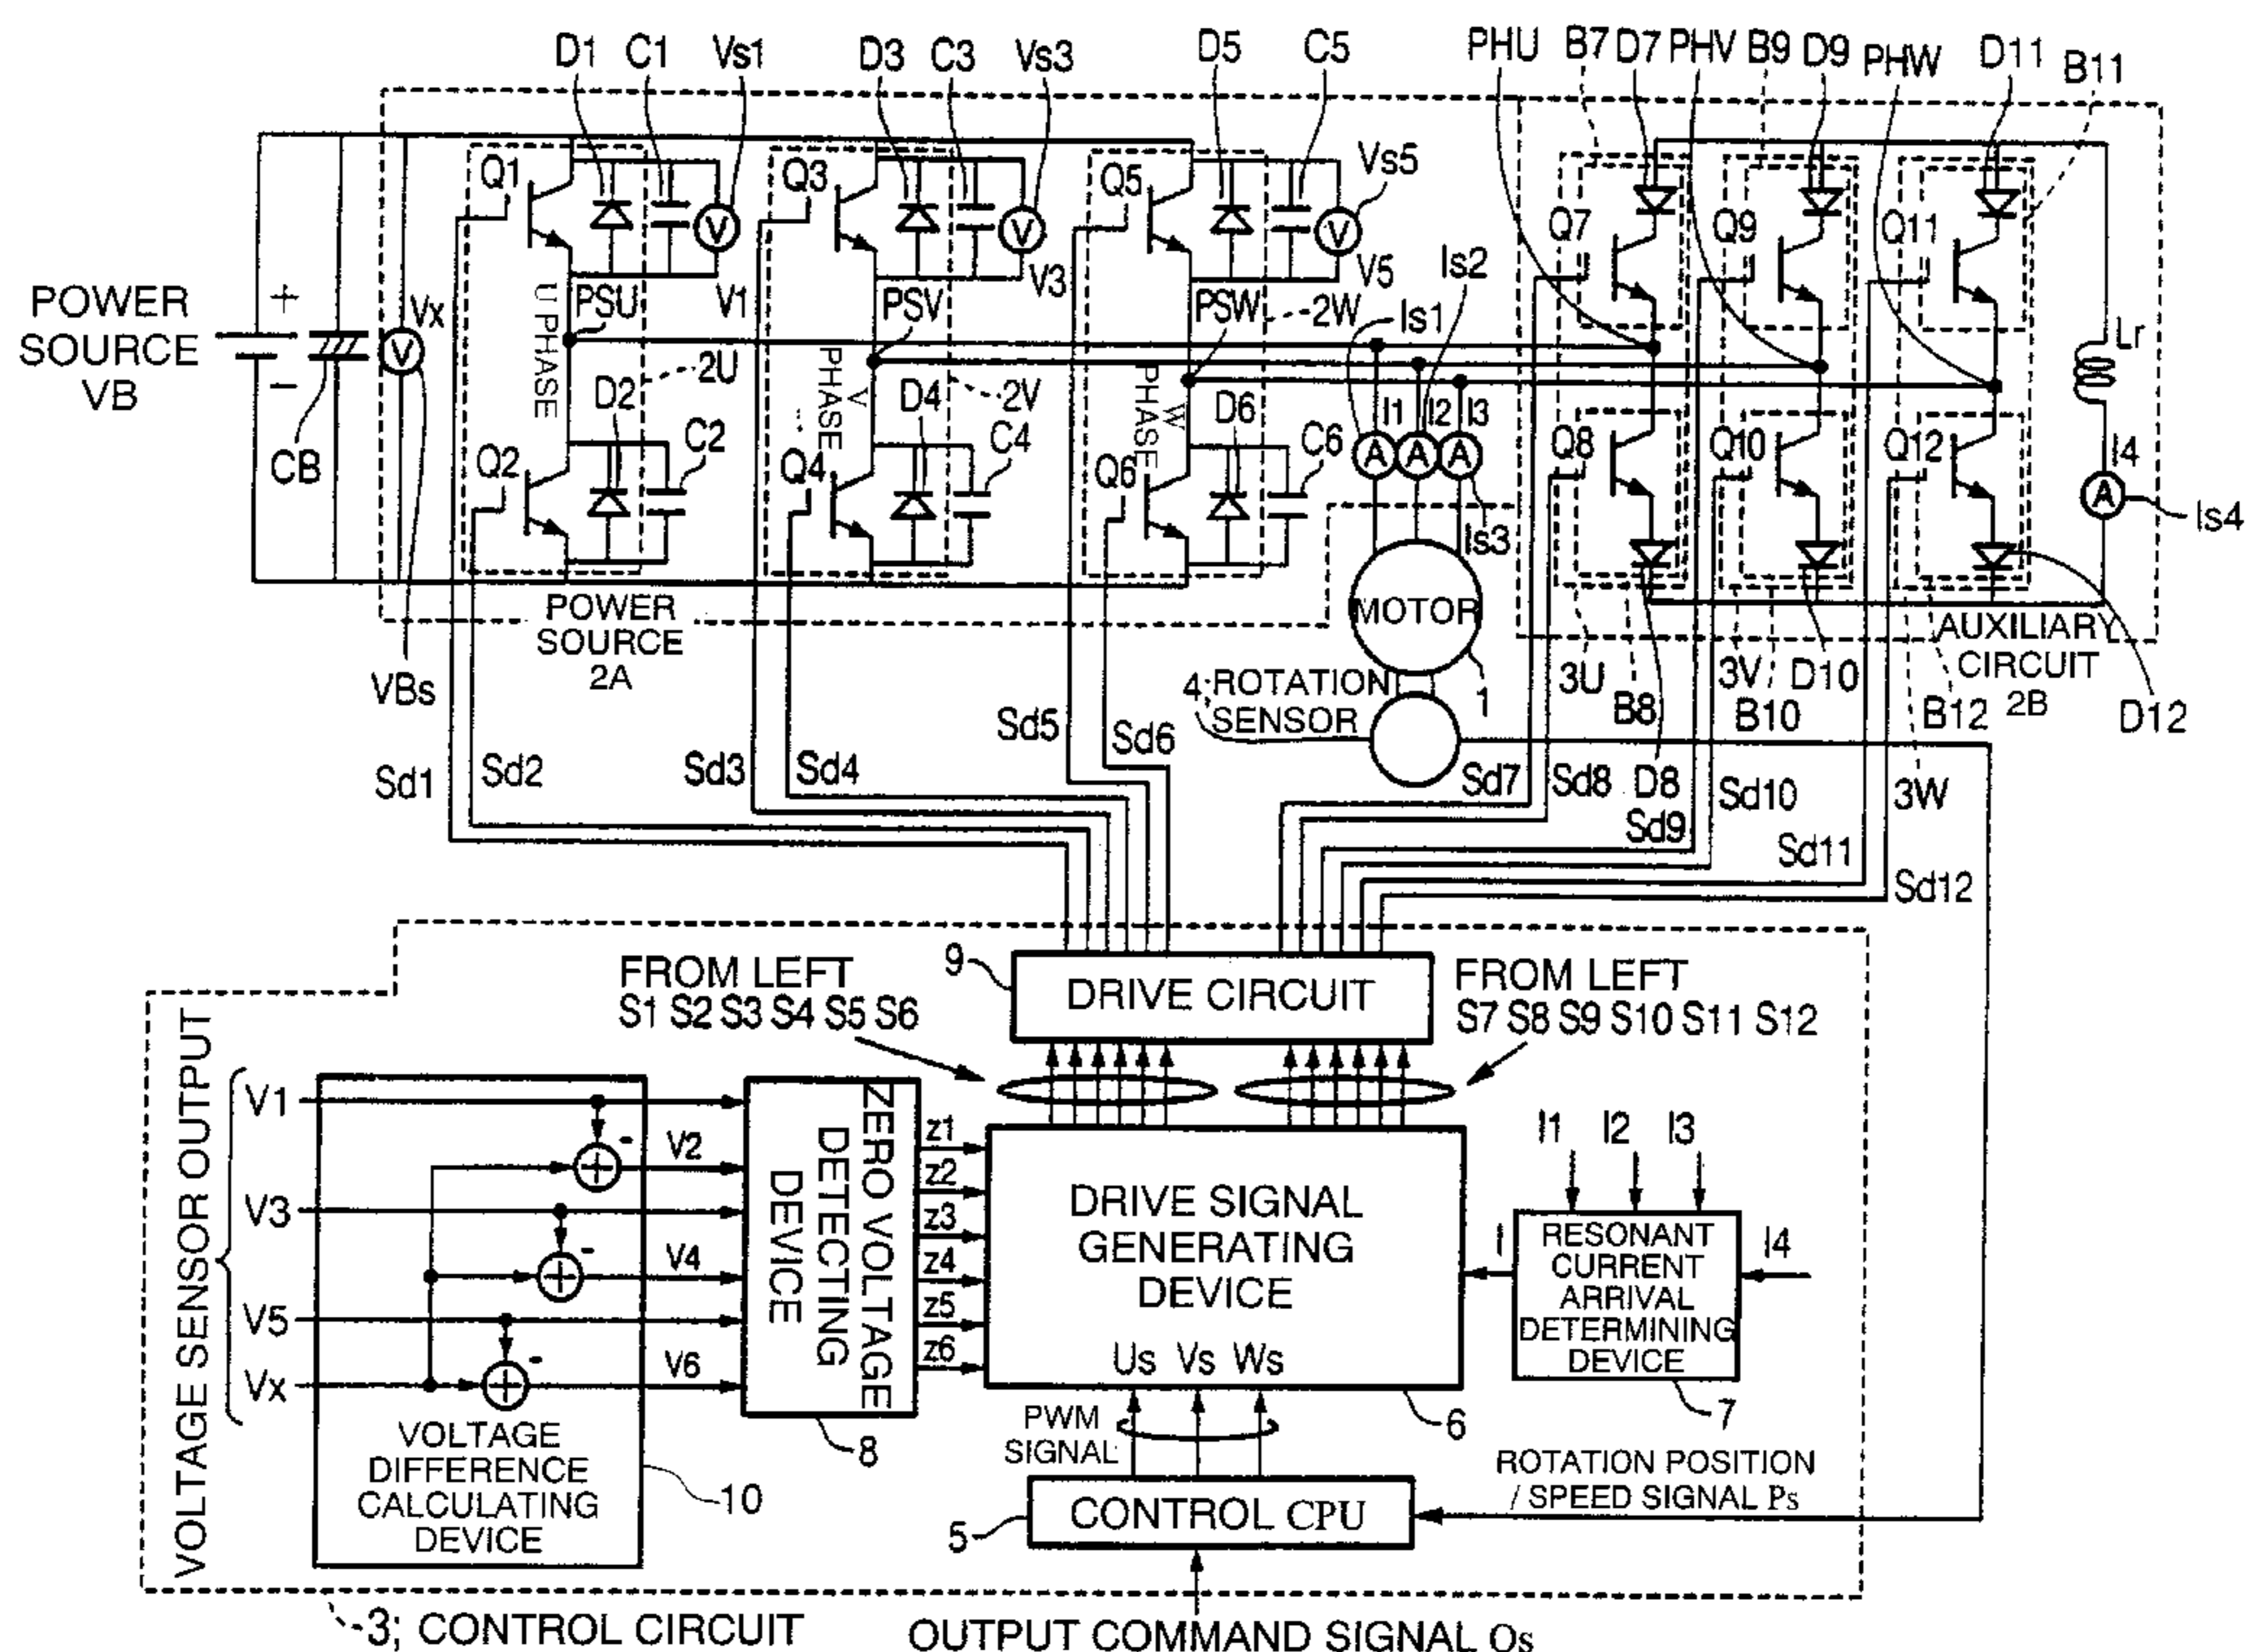 D1 C1 Vs1 D3 C3 Vs3 D5 C5 PHU B7 D7 PHV B9 D9 PHW D11 B11
Q1 Q3 Q5 Vs5 Q7 Q9 Q11
V V V
POWER
SOURCE
VB
+
−
CB
Vx
V
VBs
U PHASE
PSU
V1
V
PHASE
PSV
V3
W
PHASE
PSW
V5
2U
2V
2W
Is1
Is2
I1 I2 I3
A A A
Is3
Lr
I4
A
Is4
D2 C2 D4 C4 D6 C6
Q2 Q4 Q6 Q8 Q10 Q12
POWER
SOURCE
2A
MOTOR
1
4;ROTATION
SENSOR
3U B8 D8 3V B10 D10 3W B12 D12
AUXILIARY
CIRCUIT
2B
Sd1 Sd2 Sd3 Sd4 Sd5 Sd6 Sd7 Sd8 Sd9 Sd10 Sd11 Sd12
FROM LEFT
S1 S2 S3 S4 S5 S6
9
DRIVE CIRCUIT
FROM LEFT
S7 S8 S9 S10 S11 S12
VOLTAGE SENSOR OUTPUT
V1
V3
V5
Vx
-
+
-
+
-
+
V2
V4
V6
VOLTAGE
DIFFERENCE
CALCULATING
DEVICE
10
ZERO VOLTAGE
DETECTING
DEVICE
8
z1
z2
z3
z4
z5
z6
DRIVE SIGNAL
GENERATING
DEVICE
Us Vs Ws
6
I
I1 I2 I3
RESONANT
CURRENT
ARRIVAL
DETERMINING
DEVICE
I4
7
PWM
SIGNAL
5
CONTROL CPU
ROTATION POSITION
/ SPEED SIGNAL Ps
3; CONTROL CIRCUIT
OUTPUT COMMAND SIGNAL Os